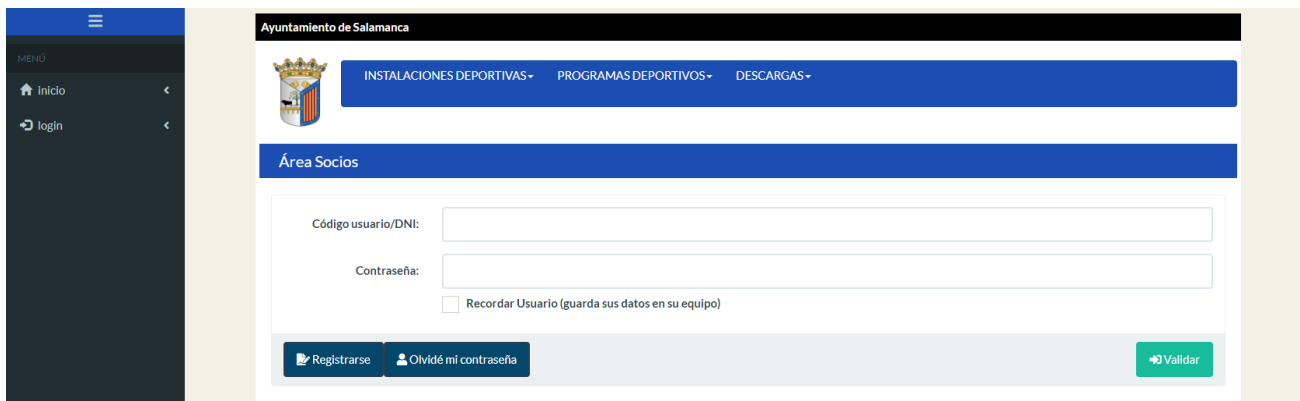 MENÚ
inicio
login
Ayuntamiento de Salamanca
INSTALACIONES DEPORTIVAS PROGRAMAS DEPORTIVOS DESCARGAS
Área Socios
Código usuario/DNI:
Contraseña:
Recordar Usuario (guarda sus datos en su equipo)
Registrarse Olvidé mi contraseña Validar